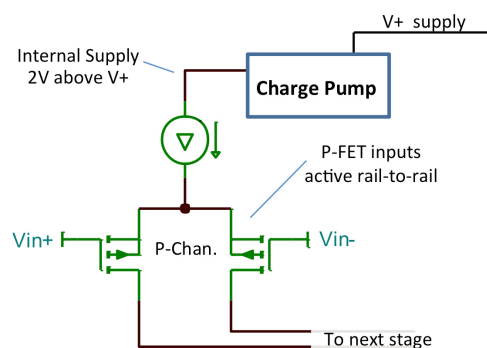 V+ supply
Internal Supply
2V above V+
Charge Pump
P-FET inputs
active rail-to-rail
Vin+
P-Chan.
Vin-
To next stage